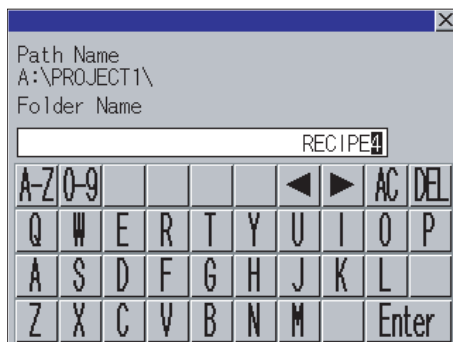 ×
Path Name
A:\PROJECT1\
Folder Name
RECIPE4
A-Z 0-9 ◀ ▶ AC DEL
Q W E R T Y U I O P
A S D F G H J K L
Z X C V B N M Enter